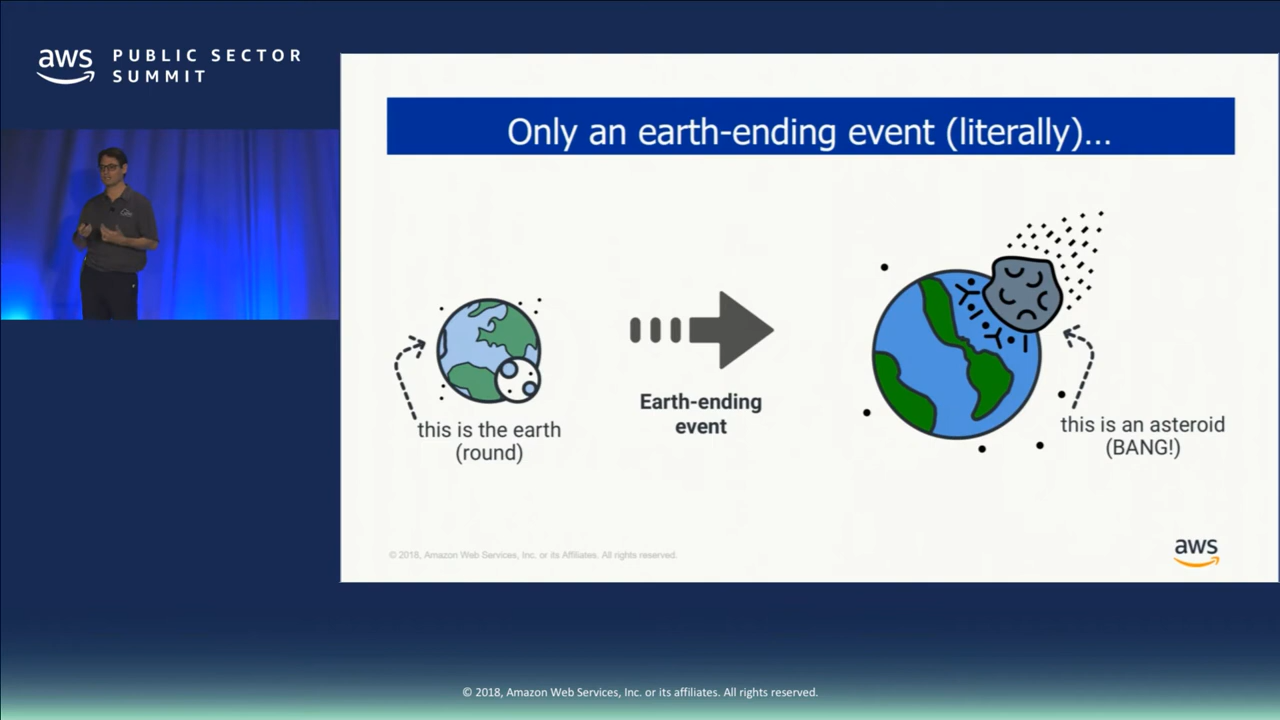 aws
PUBLIC SECTOR
SUMMIT
Only an earth-ending event (literally)...
this is the earth
(round)
Earth-ending
event
this is an asteroid
(BANG!)
© 2018, Amazon Web Services, Inc. or its Affiliates. All rights reserved.
aws
© 2018, Amazon Web Services, Inc. or its affiliates. All rights reserved.